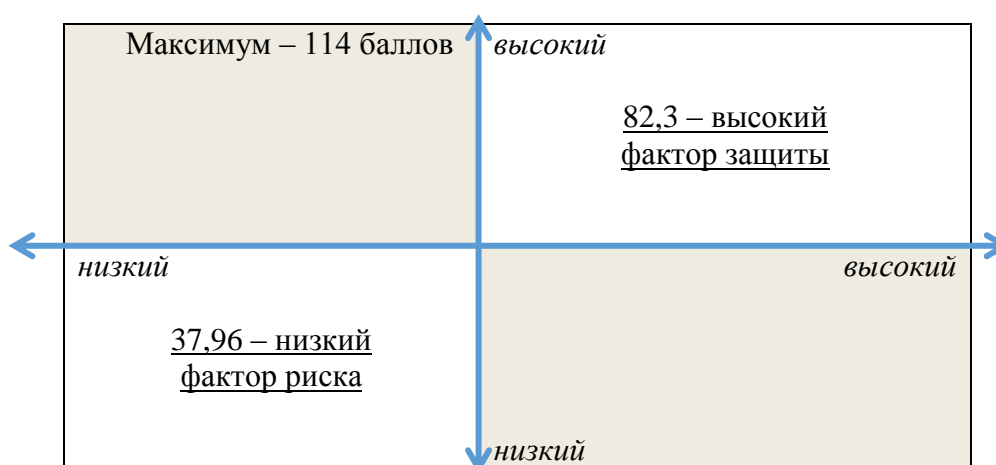 Максимум – 114 баллов
высокий
82,3 – высокий
фактор защиты
низкий
высокий
37,96 – низкий
фактор риска
низкий